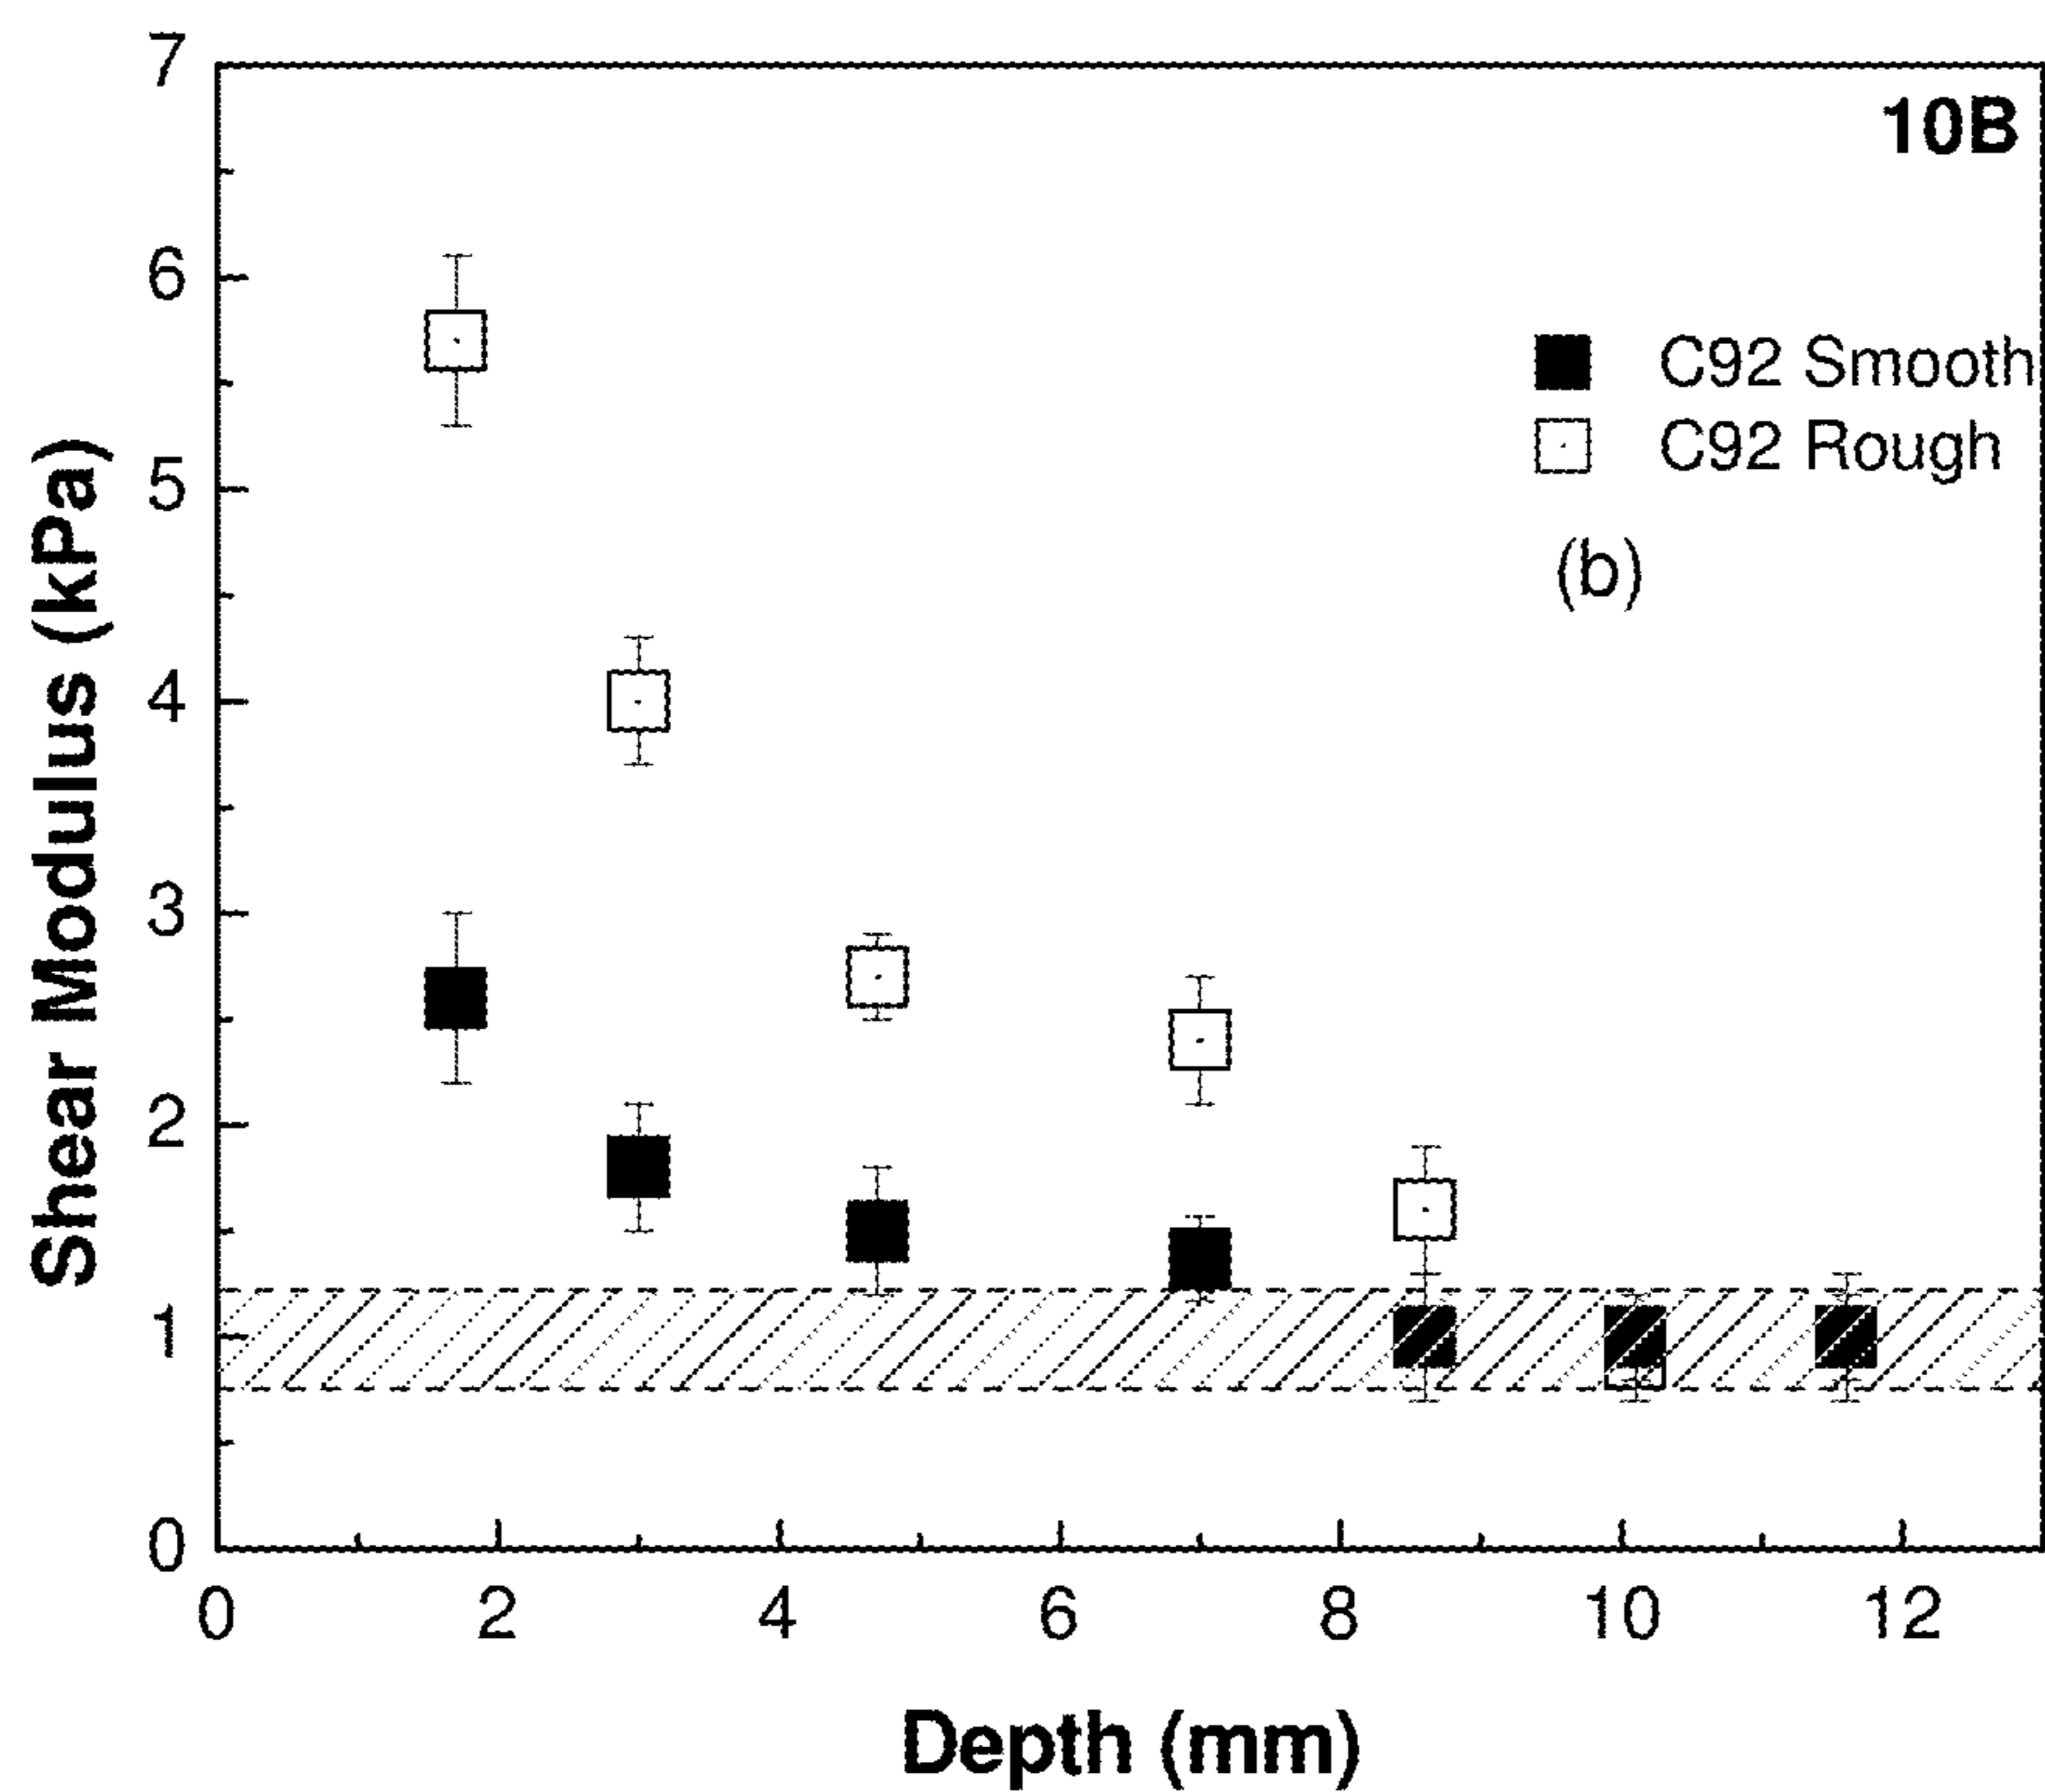 10B
7
6
5
4
3
2
1
0
Shear Modulus (kPa)
C92 Smooth
C92 Rough
(b)
0 2 4 6 8 10 12
Depth (mm)